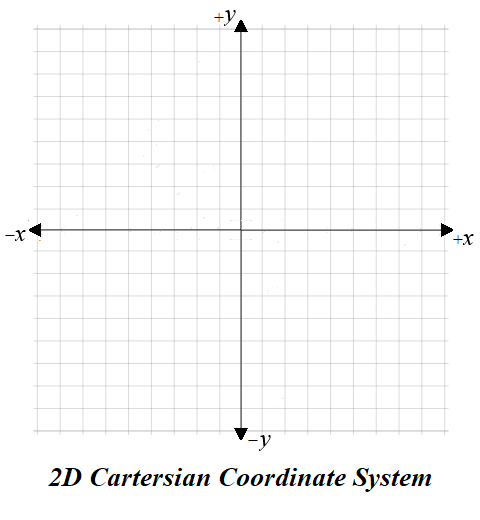 +y
–x
+x
–y
2D Cartersian Coordinate System